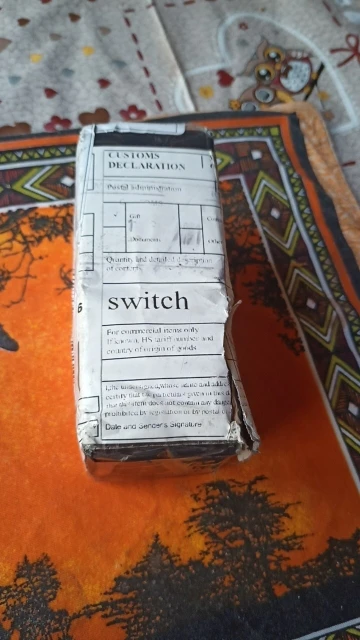 CUSTOMS
DECLARATION
Postal administration
Gift
Documents
Quantity and detailed description
of contents
switch
For commercial items only
If known, HS tariff number and
country of origin of goods
certify that the particulars given in this
prohibited by legislation or by postal
Date and Sender's Signature